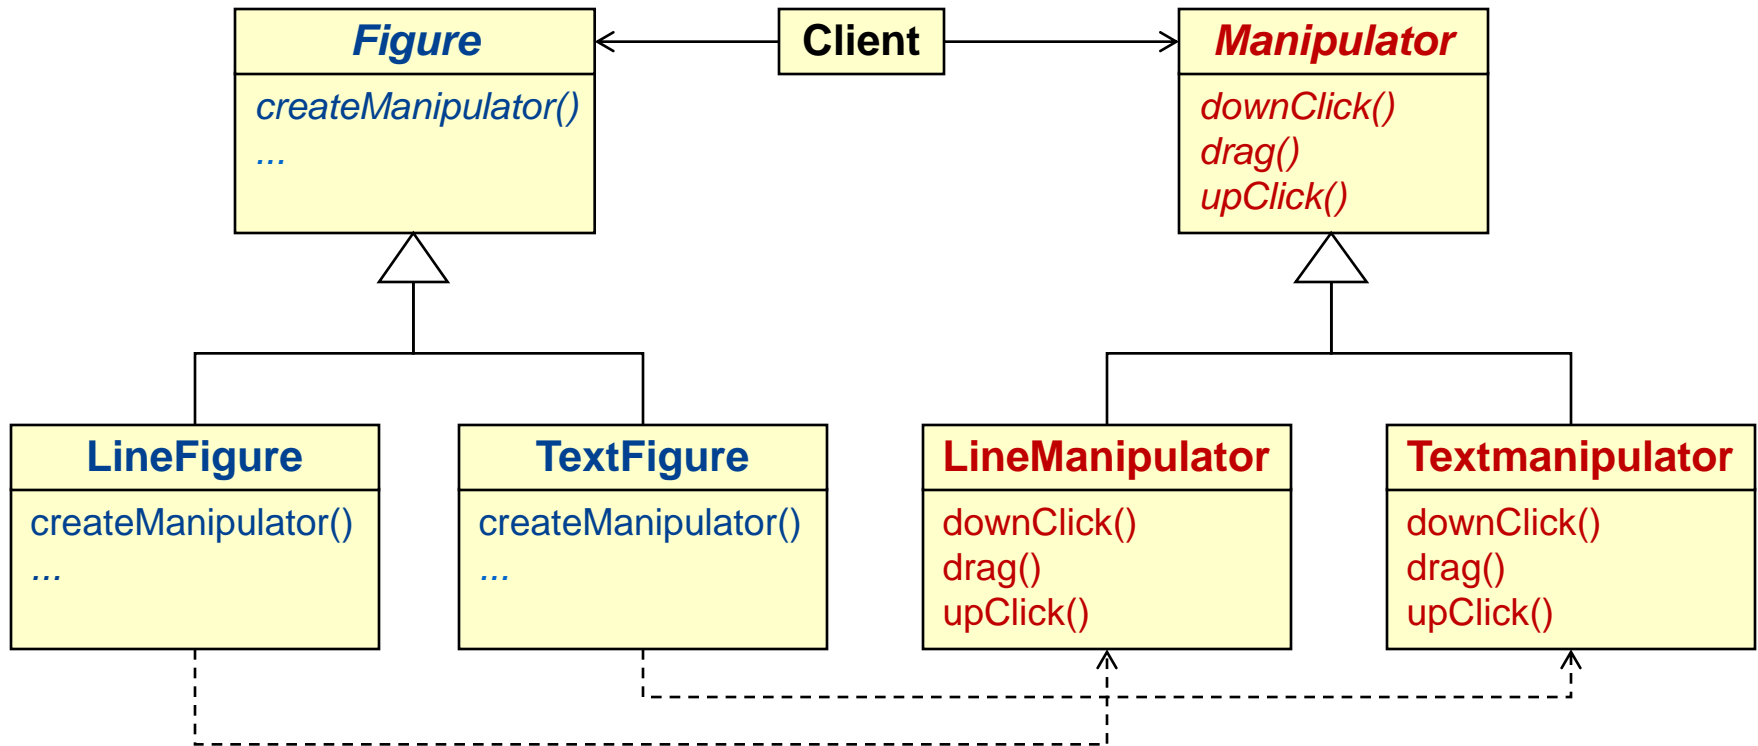 Figure
createManipulator()
...
Client
Manipulator
downClick()
drag()
upClick()
LineFigure
createManipulator()
...
TextFigure
createManipulator()
...
LineManipulator
downClick()
drag()
upClick()
Textmanipulator
downClick()
drag()
upClick()